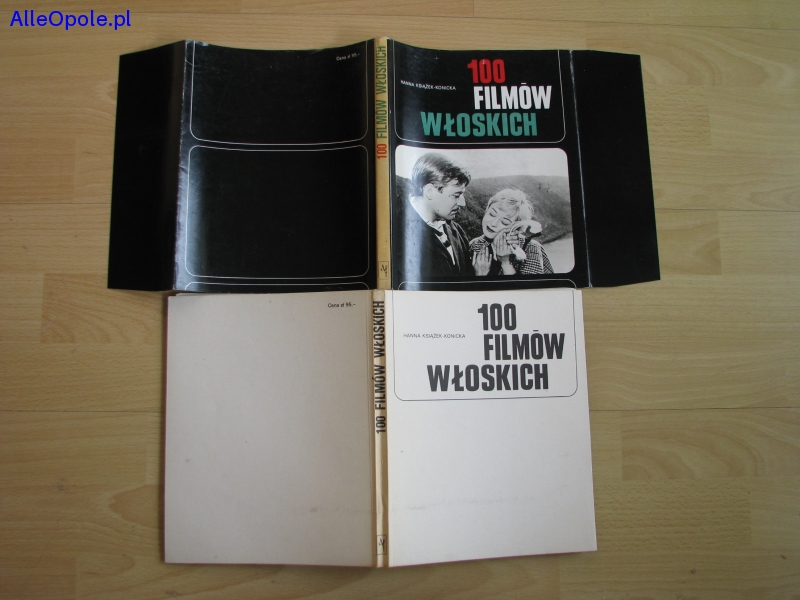 AlleOpole.pl
Cena zł 95,—
100 FILMÓW WŁOSKICH
HANNA KSIĄŻEK-KONICKA
100
FILMÓW
WŁOSKICH
Cena zł 95,—
100 FILMÓW WŁOSKICH
HANNA KSIĄŻEK-KONICKA
100
FILMÓW
WŁOSKICH